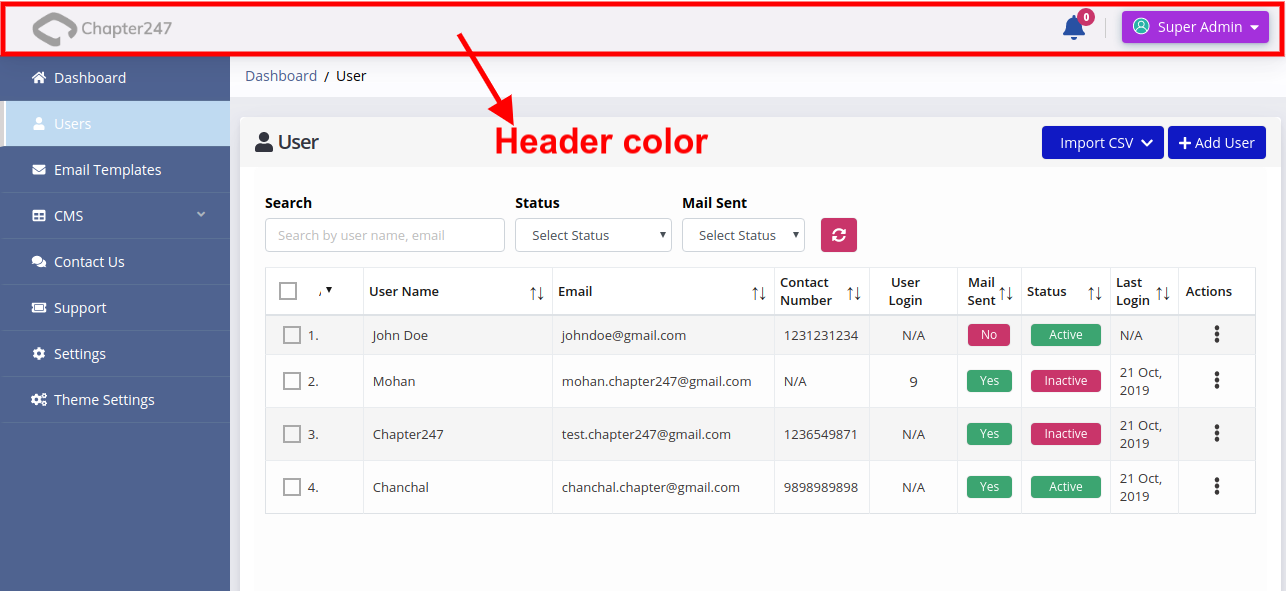 Chapter247
0
Super Admin
Dashboard
Users
Email Templates
CMS
Contact Us
Support
Settings
Theme Settings
Dashboard / User
User
Header color
Import CSV
Add User
Search Status Mail Sent
Search by user name, email Select Status Select Status
User Name Email Contact Number User Login Mail Sent Status Last Login Actions
1. John Doe johndoe@gmail.com 1231231234 N/A No Active N/A
2. Mohan mohan.chapter247@gmail.com N/A 9 Yes Inactive 21 Oct, 2019
3. Chapter247 test.chapter247@gmail.com 1236549871 N/A Yes Inactive 21 Oct, 2019
4. Chanchal chanchal.chapter@gmail.com 9898989898 N/A Yes Active 21 Oct, 2019